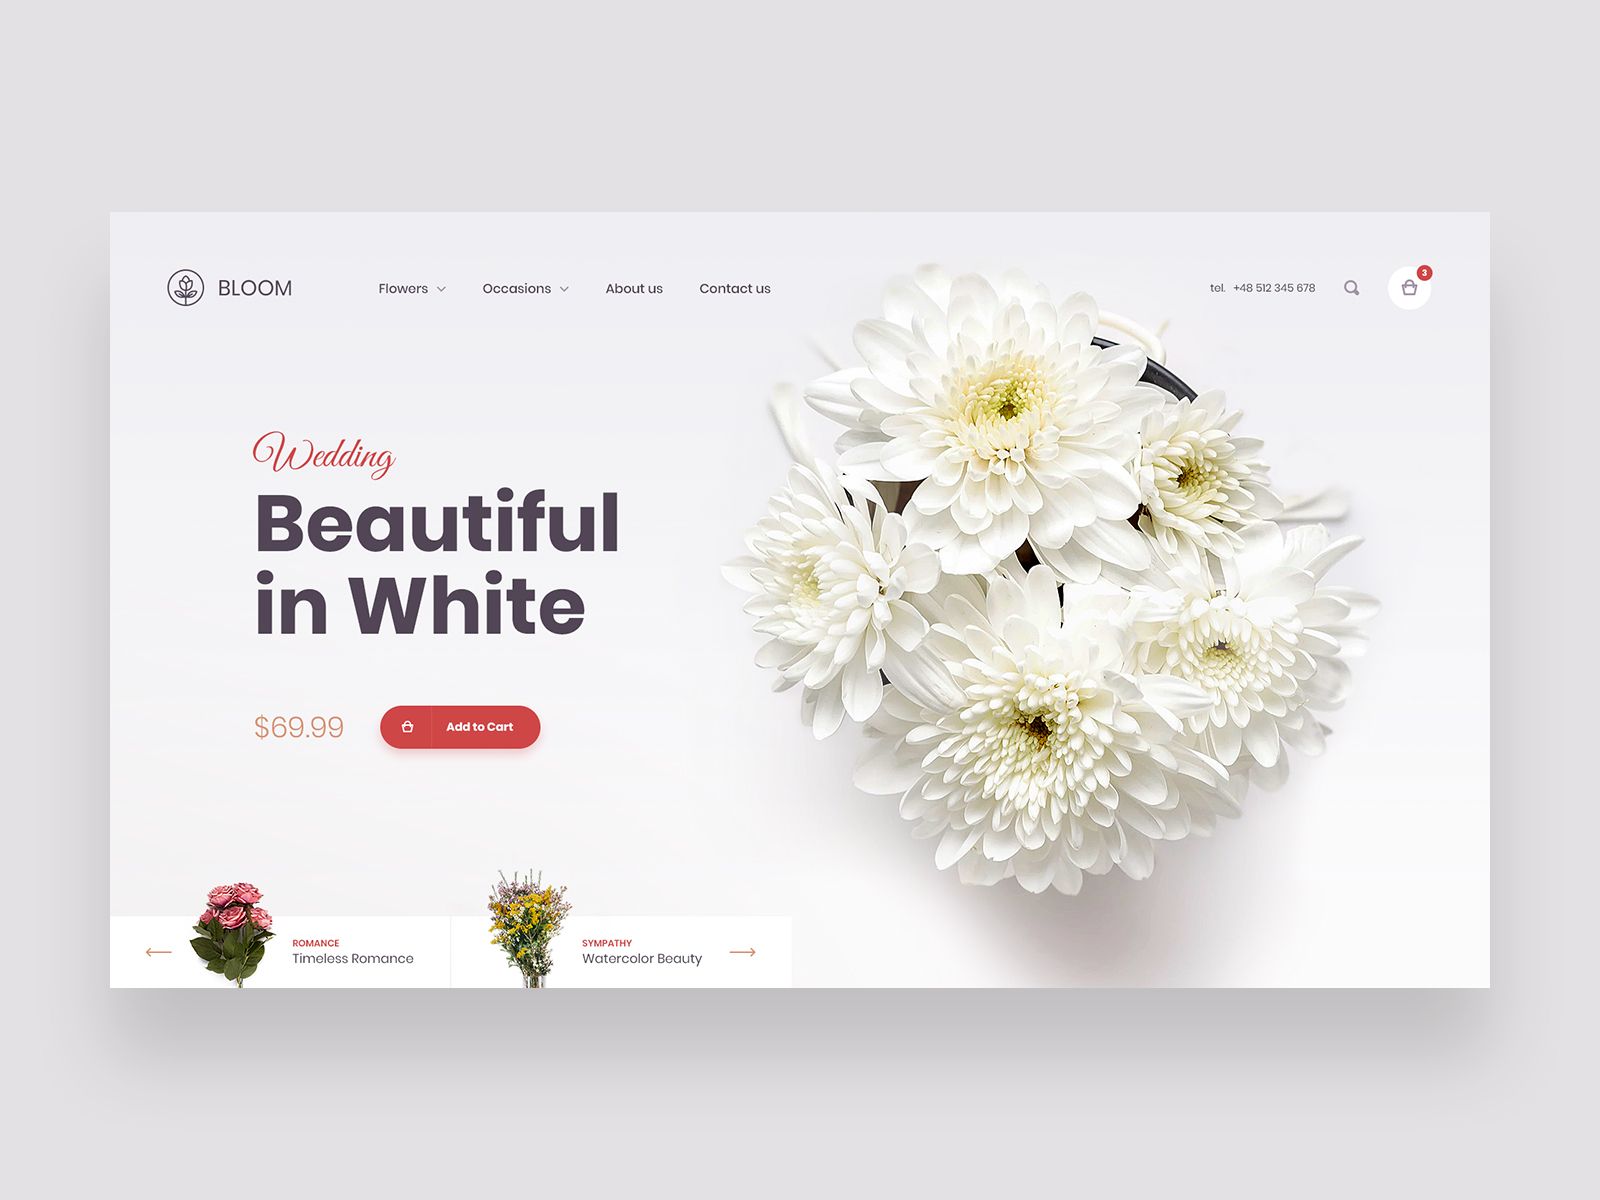 BLOOM
Flowers
Occasions
About us
Contact us
tel. +48 512 345 678
3
Wedding
Beautiful
in White
$69.99
Add to Cart
ROMANCE
Timeless Romance
SYMPATHY
Watercolor Beauty